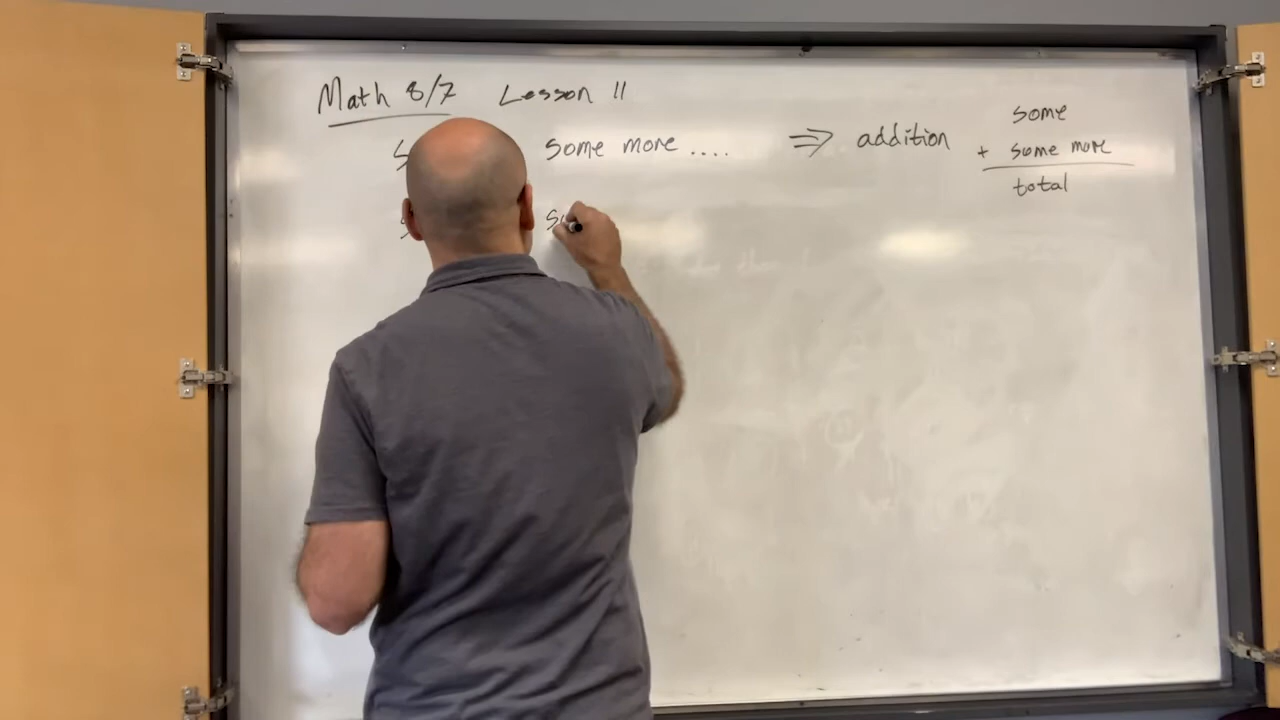 Math 8/7 Lesson 11
some more .... ⇒ addition
some
+ some more
total